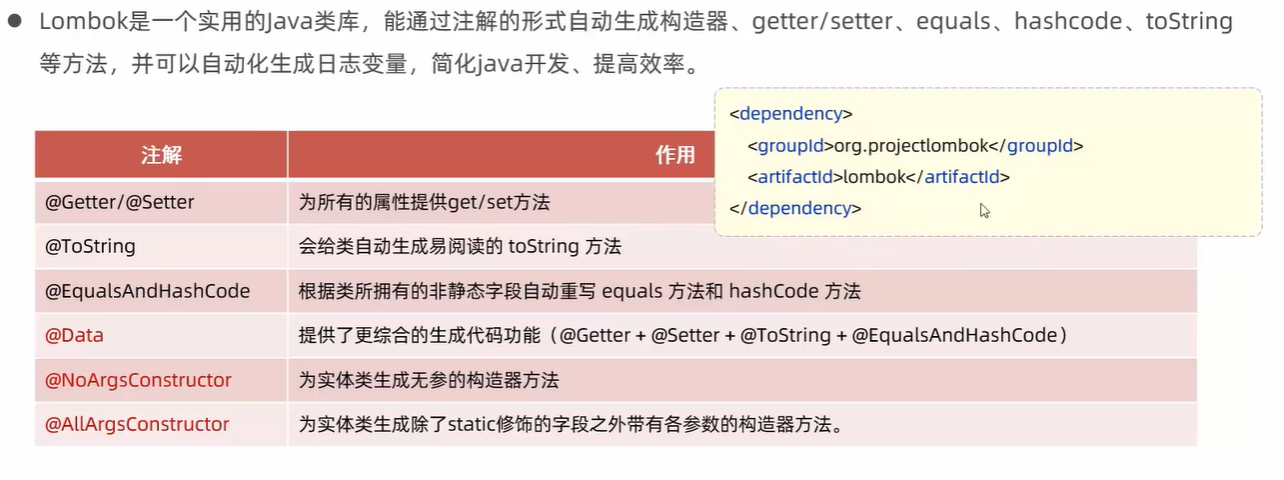 Lombok是一个实用的Java类库，能通过注解的形式自动生成构造器、getter/setter、equals、hashcode、toString
等方法，并可以自动化生成日志变量，简化java开发、提高效率。
<dependency>
<groupId>org.projectlombok</groupId>
<artifactId>lombok</artifactId>
</dependency>
注解 作用
@Getter/@Setter 为所有的属性提供get/set方法
@ToString 会给类自动生成易阅读的 toString 方法
@EqualsAndHashCode 根据类所拥有的非静态字段自动重写 equals 方法和 hashCode 方法
@Data 提供了更综合的生成代码功能（@Getter + @Setter + @ToString + @EqualsAndHashCode）
@NoArgsConstructor 为实体类生成无参的构造器方法
@AllArgsConstructor 为实体类生成除了static修饰的字段之外带有各参数的构造器方法。